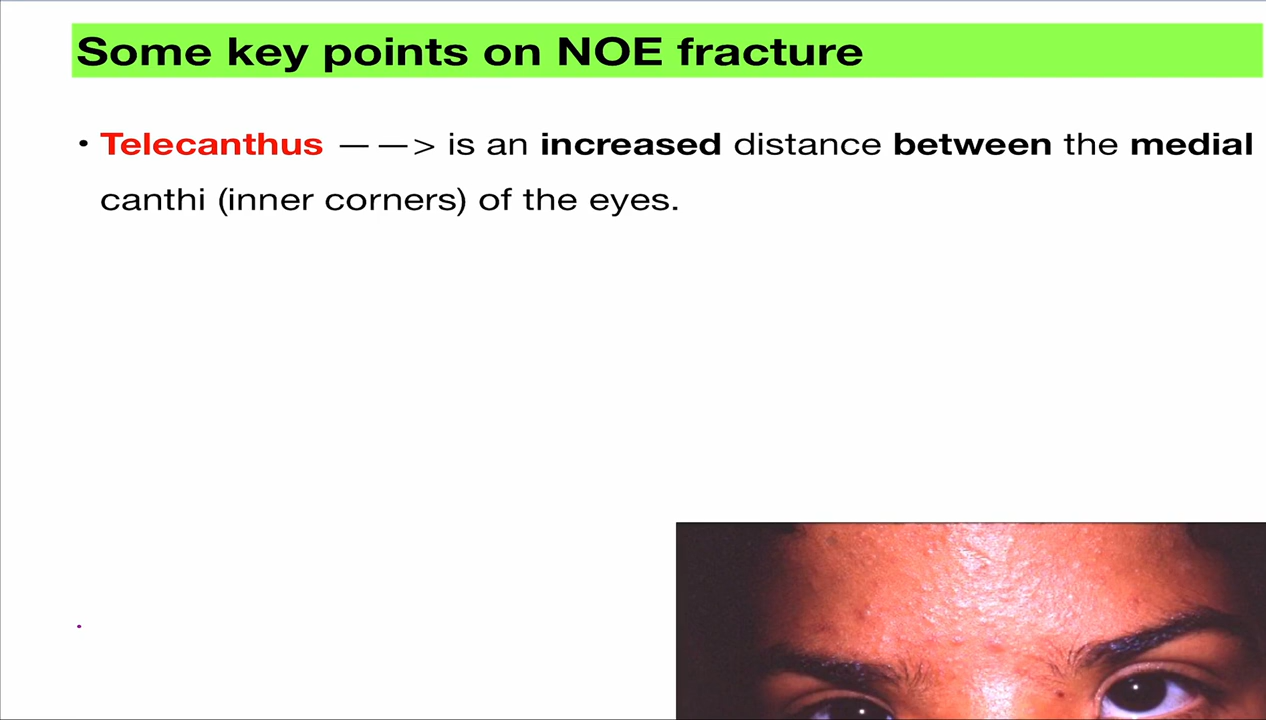 Some key points on NOE fracture
• Telecanthus — —> is an increased distance between the medial
canthi (inner corners) of the eyes.